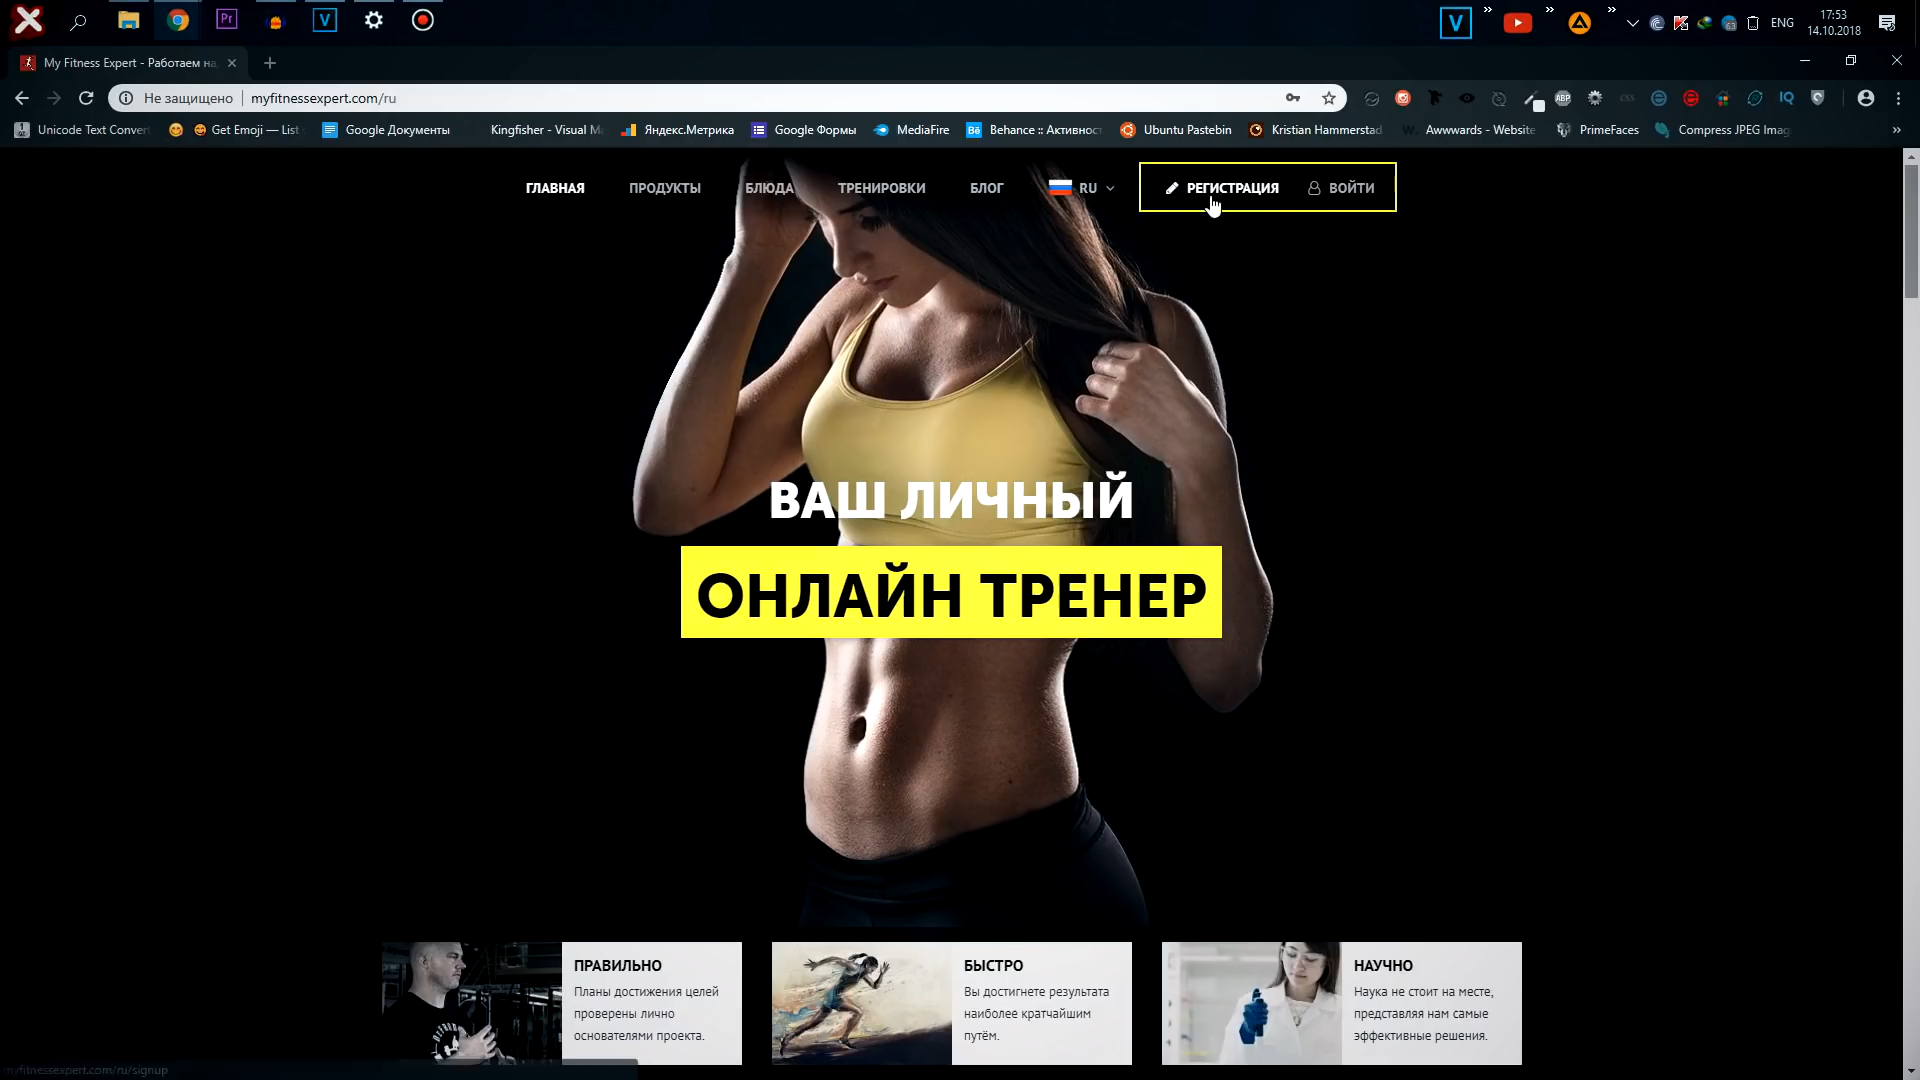 Pr
V
V
ENG
17:53
14.10.2018
My Fitness Expert - Работаем на
Не защищено
myfitnessexpert.com/ru
ABP
IQ
Unicode Text Convert
Get Emoji — List
Google Документы
Kingfisher - Visual M
Яндекс.Метрика
Google Формы
MediaFire
Behance :: Активност
Ubuntu Pastebin
Kristian Hammerstad
Awwwards - Website
PrimeFaces
Compress JPEG Imag
ГЛАВНАЯ
ПРОДУКТЫ
БЛЮДА
ТРЕНИРОВКИ
БЛОГ
RU
РЕГИСТРАЦИЯ
ВОЙТИ
ВАШ ЛИЧНЫЙ
ОНЛАЙН ТРЕНЕР
ПРАВИЛЬНО
Планы достижения целей
проверены лично
основателями проекта.
БЫСТРО
Вы достигнете результата
наиболее кратчайшим
путём.
НАУЧНО
Наука не стоит на месте,
представляя нам самые
эффективные решения.
myfitnessexpert.com/ru/signup